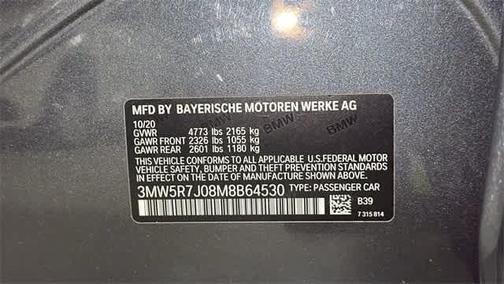 MFD BY BAYERISCHE MOTOREN WERKE AG
10/20
GVWR 4773 lbs 2165 kg
GAWR FRONT 2326 lbs 1055 kg
GAWR REAR 2601 lbs 1180 kg
BMW BMW
THIS VEHICLE CONFORMS TO ALL APPLICABLE U.S.FEDERAL MOTOR
VEHICLE SAFETY, BUMPER, AND THEFT PREVENTION STANDARDS
IN EFFECT ON THE DATE OF MANUFACTURE SHOWN ABOVE.
3MW5R7J08M8B64530 TYPE: PASSENGER CAR
B39
7 315 814